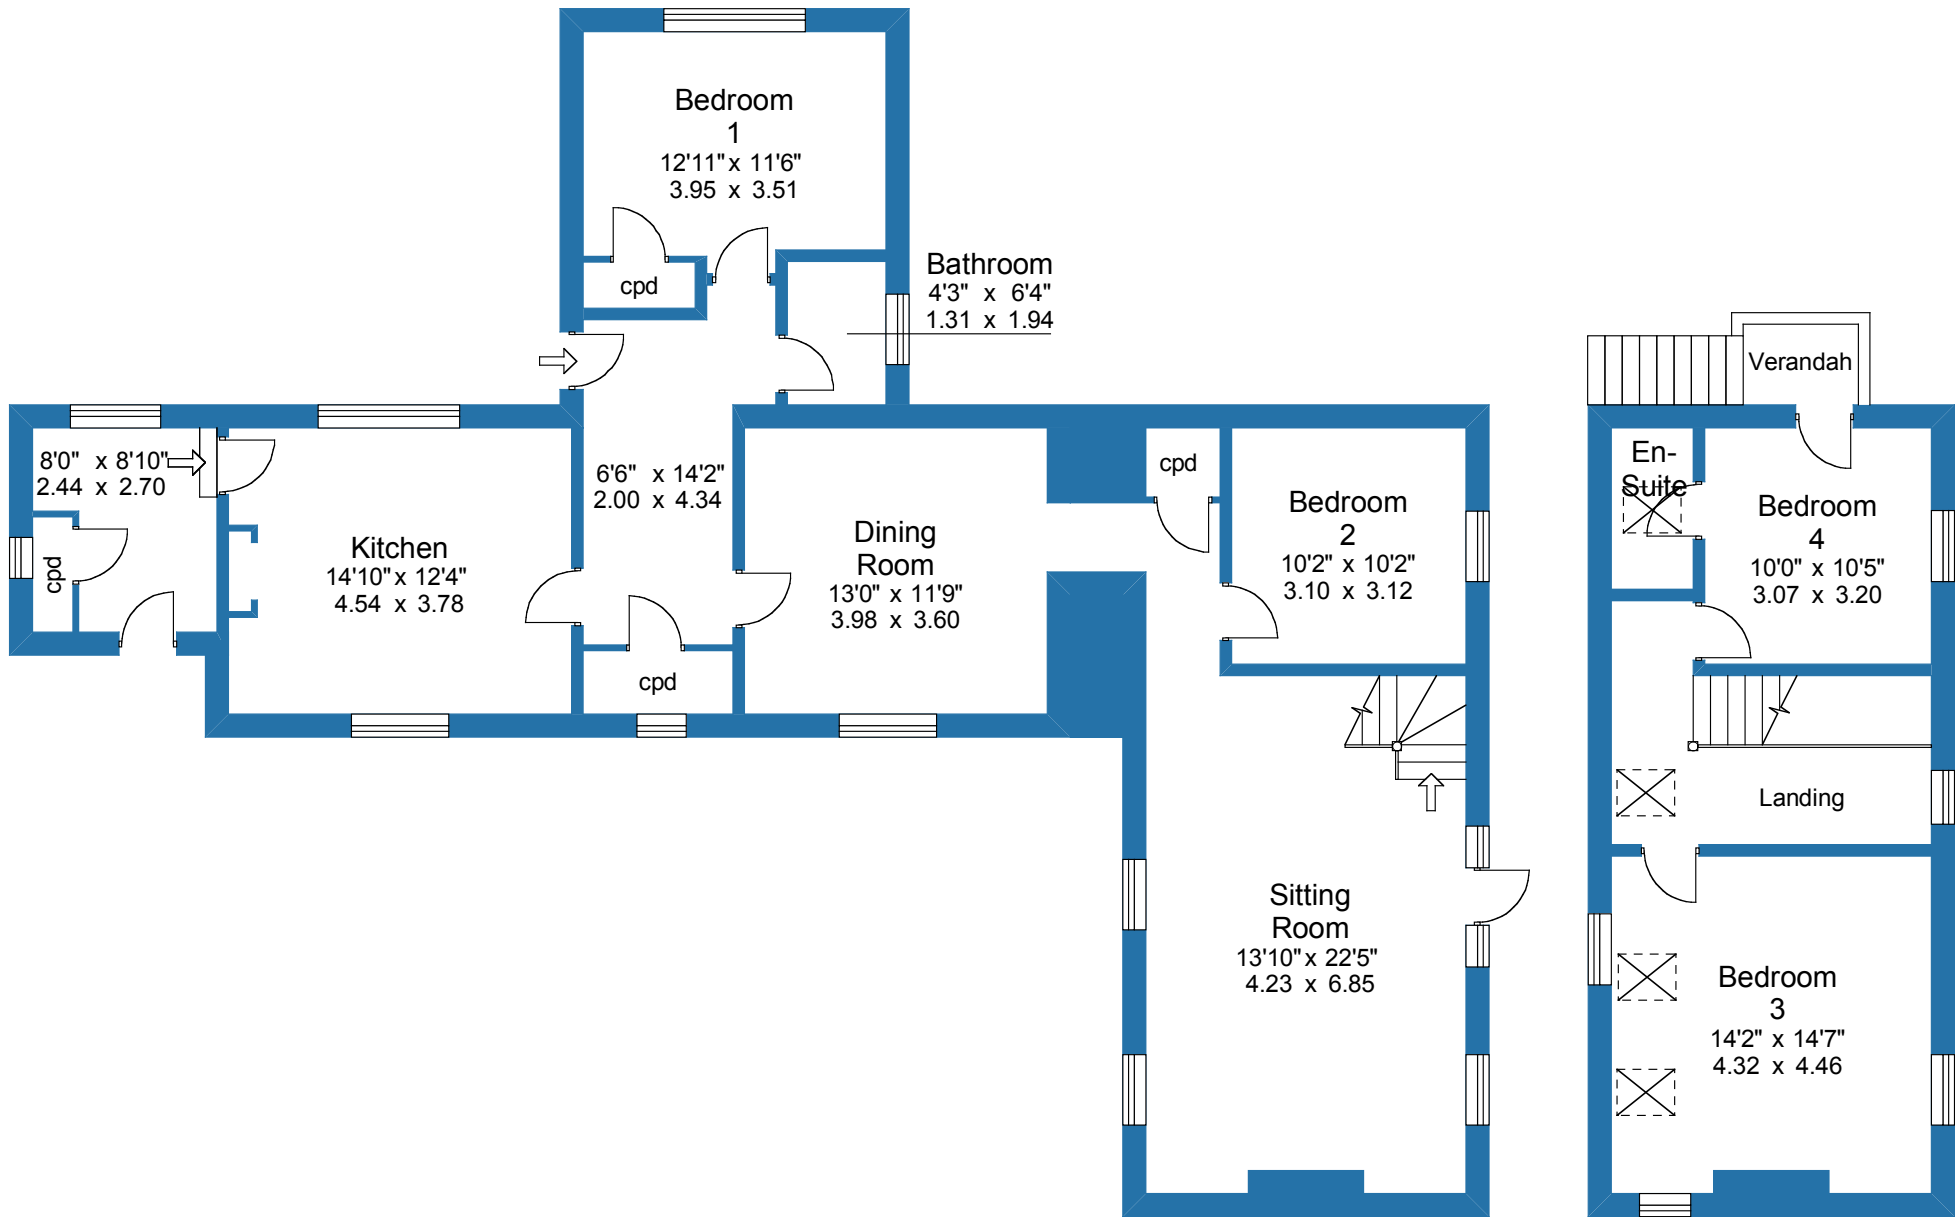 Bedroom
1
12'11" x 11'6"
3.95 x 3.51
cpd
Bathroom
4'3" x 6'4"
1.31 x 1.94
8'0" x 8'10"
2.44 x 2.70
cpd
Kitchen
14'10" x 12'4"
4.54 x 3.78
6'6" x 14'2"
2.00 x 4.34
cpd
Dining
Room
13'0" x 11'9"
3.98 x 3.60
cpd
Bedroom
2
10'2" x 10'2"
3.10 x 3.12
Sitting
Room
13'10" x 22'5"
4.23 x 6.85
Verandah
En-
Suite
Bedroom
4
10'0" x 10'5"
3.07 x 3.20
Landing
Bedroom
3
14'2" x 14'7"
4.32 x 4.46